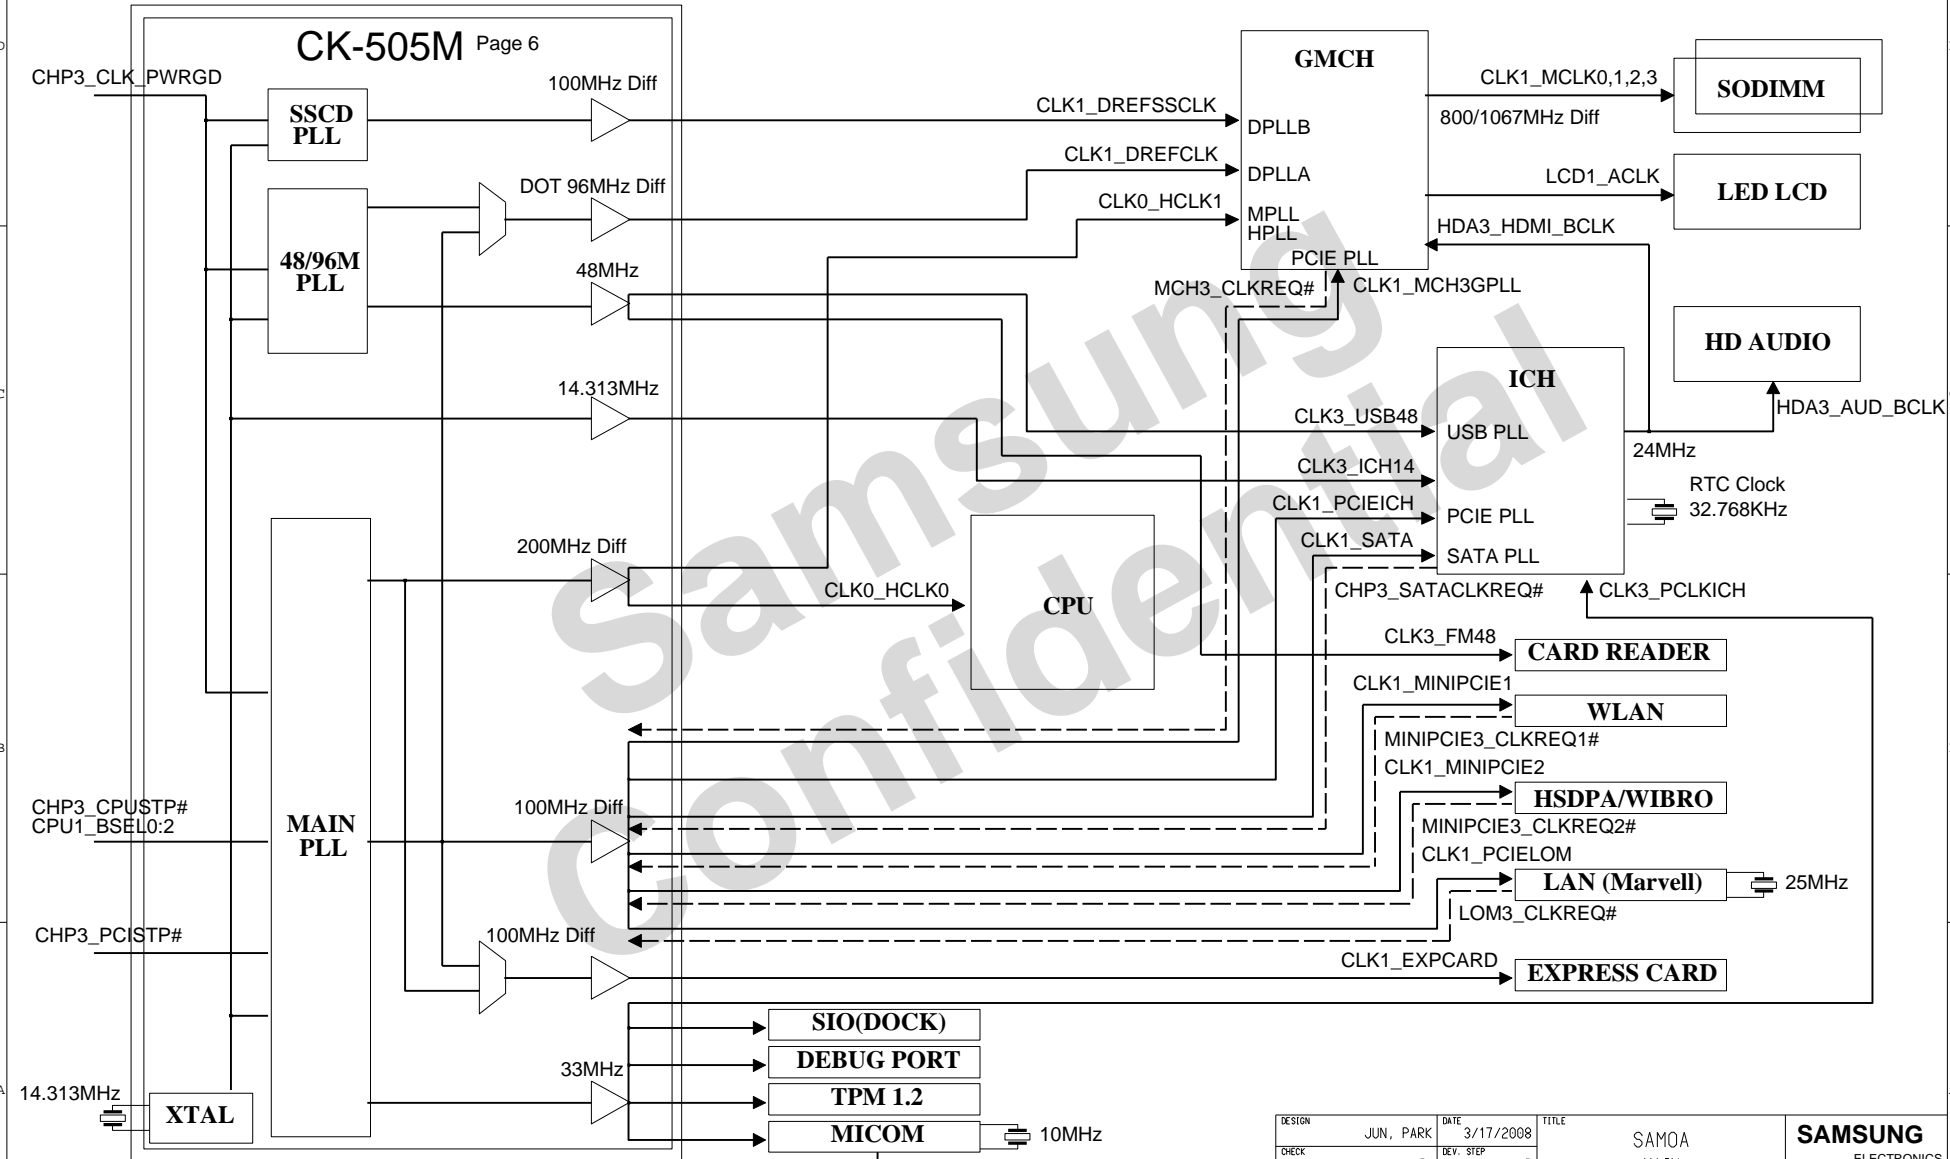 CK-505M Page 6
CHP3_CLK_PWRGD
SSCD
PLL
100MHz Diff
CLK1_DREFSSCLK
GMCH
DPLLB
CLK1_MCLK0,1,2,3
800/1067MHz Diff
SODIMM
48/96M
PLL
DOT 96MHz Diff
CLK1_DREFCLK
DPLLA
CLK0_HCLK1
MPLL
HPLL
LCD1_ACLK
LED LCD
HDA3_HDMI_BCLK
48MHz
PCIE PLL
MCH3_CLKREQ#
CLK1_MCH3GPLL
HD AUDIO
HDA3_AUD_BCLK
14.313MHz
ICH
CLK3_USB48
USB PLL
24MHz
CLK3_ICH14
RTC Clock
32.768KHz
CLK1_PCIEICH
PCIE PLL
CLK1_SATA
SATA PLL
CHP3_SATACLKREQ#
CLK3_PCLKICH
200MHz Diff
CLK0_HCLK0
CPU
Samsung
Confidential
CLK3_FM48
CARD READER
CLK1_MINIPCIE1
WLAN
MINIPCIE3_CLKREQ1#
CLK1_MINIPCIE2
HSDPA/WIBRO
MINIPCIE3_CLKREQ2#
CHP3_CPUSTP#
CPU1_BSEL0:2
MAIN
PLL
100MHz Diff
CLK1_PCIELOM
LAN (Marvell)
25MHz
LOM3_CLKREQ#
CHP3_PCISTP#
100MHz Diff
CLK1_EXPCARD
EXPRESS CARD
SIO(DOCK)
DEBUG PORT
33MHz
TPM 1.2
MICOM
10MHz
14.313MHz
XTAL
DESIGN
JUN, PARK
DATE
3/17/2008
TITLE
SAMOA
SAMSUNG
ELECTRONICS
CHECK
DEV. STEP